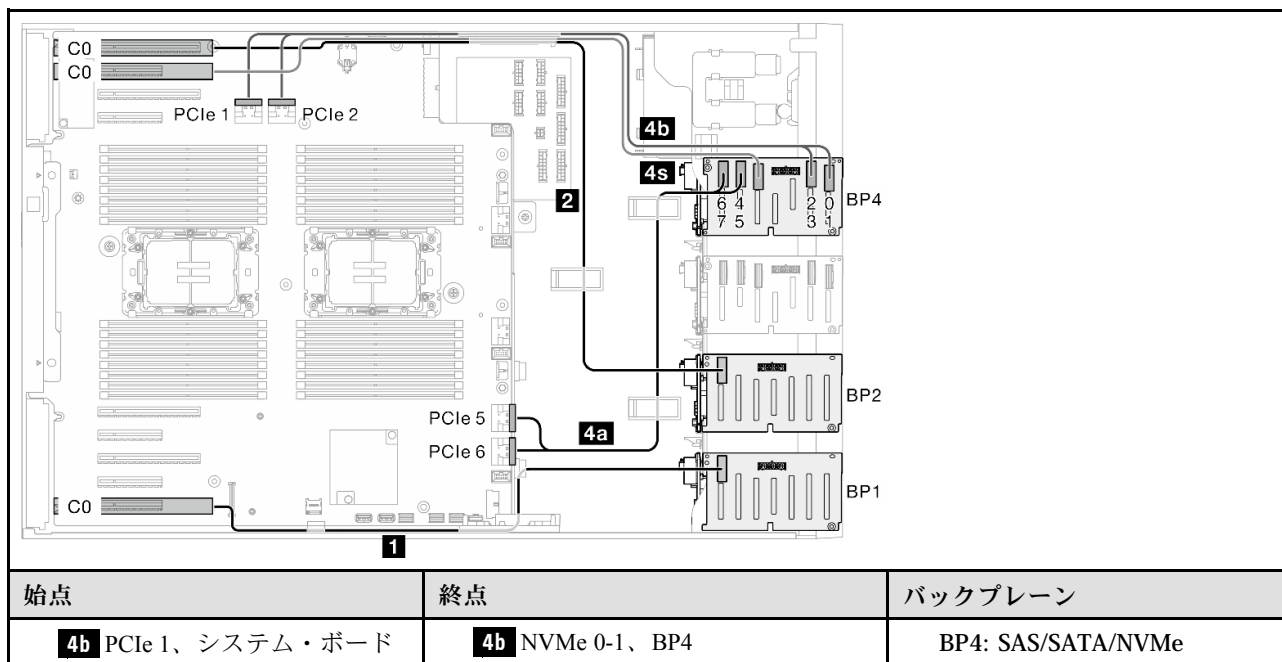 C0
C0
PCIe 1
PCIe 2
4b
4s
2
6 4 2 0
7 5 3 1
BP4
BP2
PCIe 5
4a
PCIe 6
BP1
C0
1
始点 終点 バックプレーン
4b PCIe 1、システム・ボード 4b NVMe 0-1、BP4 BP4: SAS/SATA/NVMe